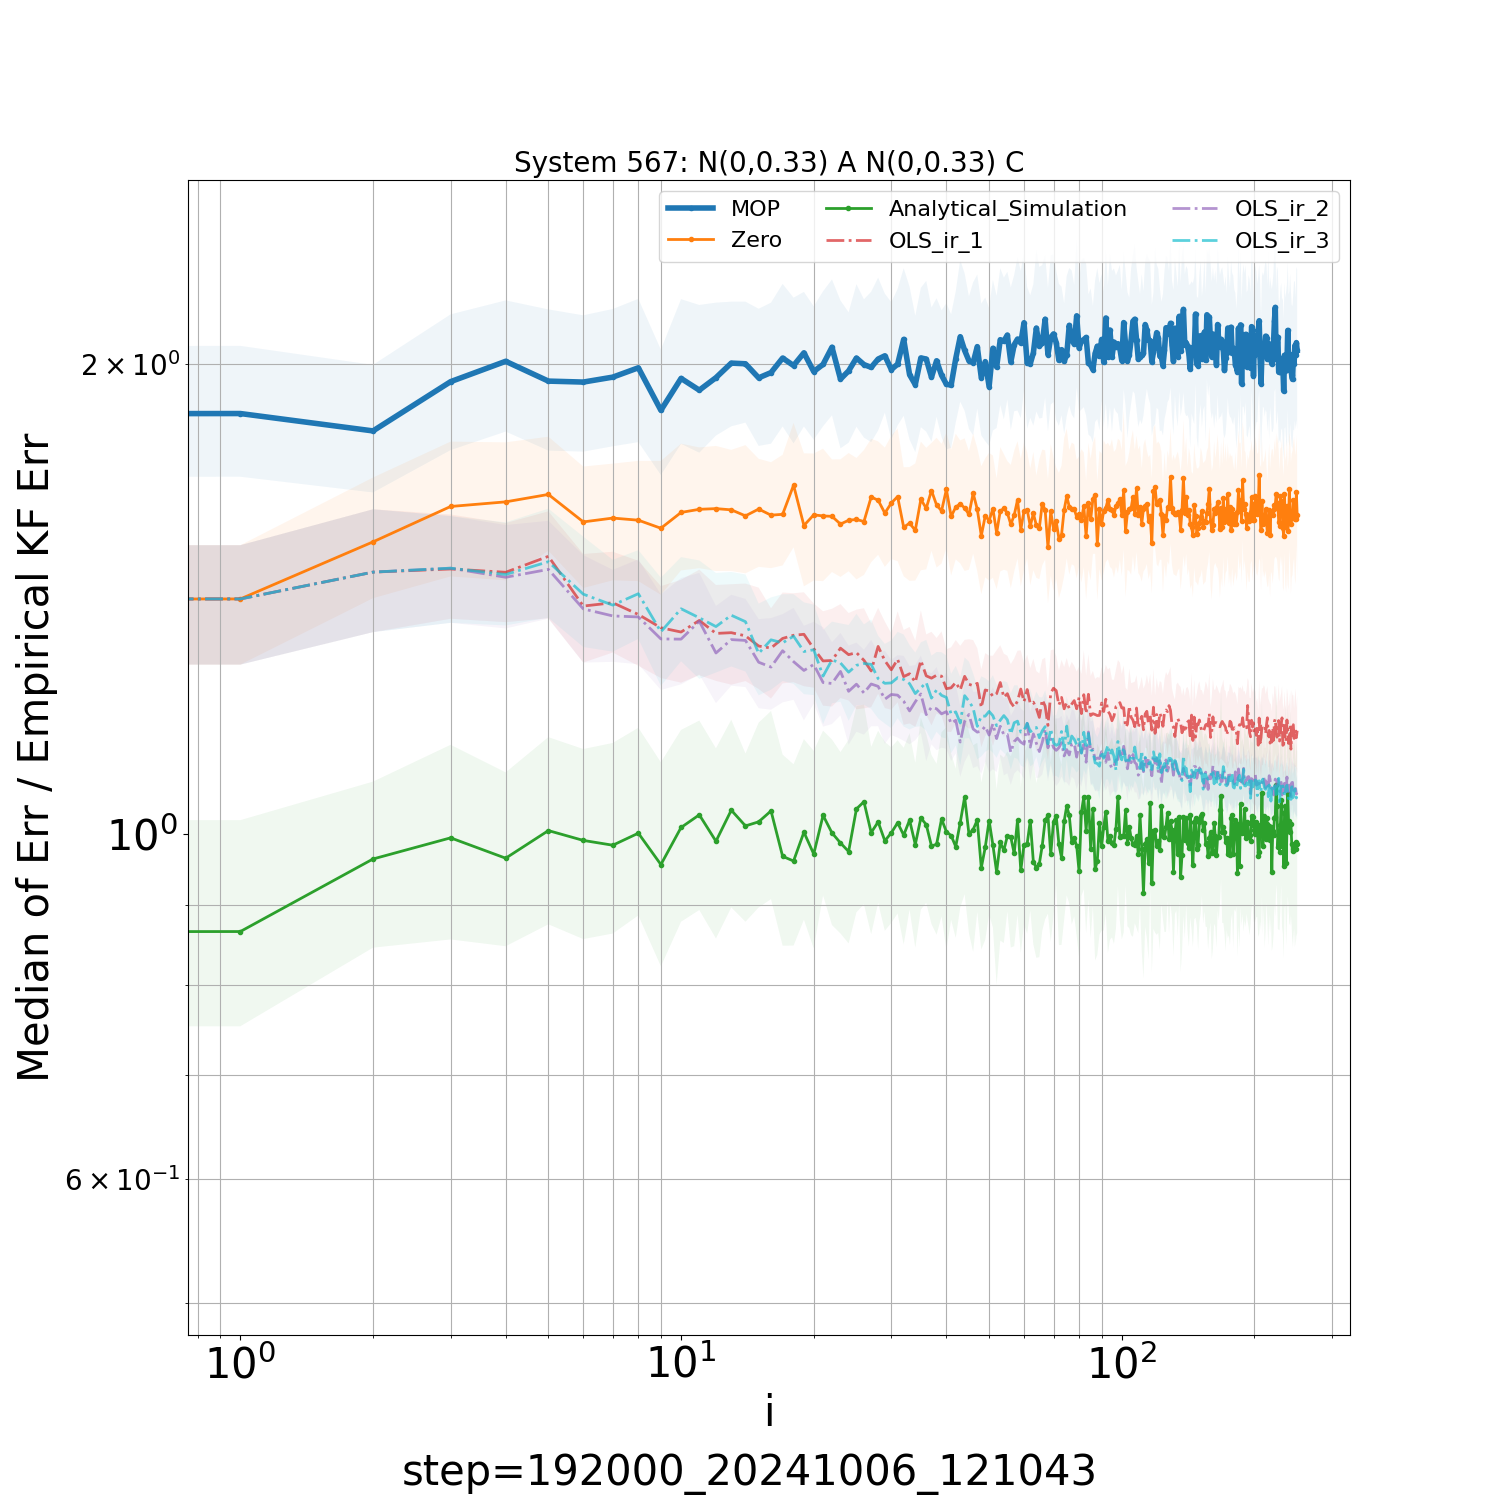 System 567: N(0,0.33) A N(0,0.33) C
MOP
Zero
Analytical_Simulation
OLS_ir_1
OLS_ir_2
OLS_ir_3
Median of Err / Empirical KF Err
2 × 10⁰
10⁰
6 × 10⁻¹
10⁰
10¹
10²
i
step=192000_20241006_121043